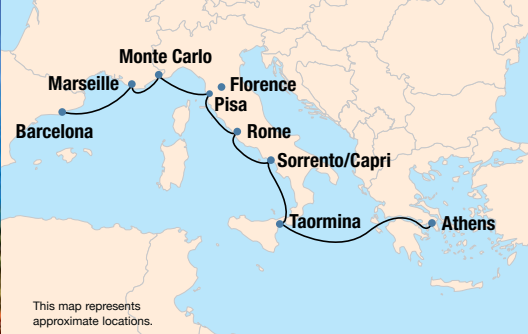 Monte Carlo
Marseille
Florence
Pisa
Barcelona
Rome
Sorrento/Capri
Taormina
Athens
This map represents
approximate locations.